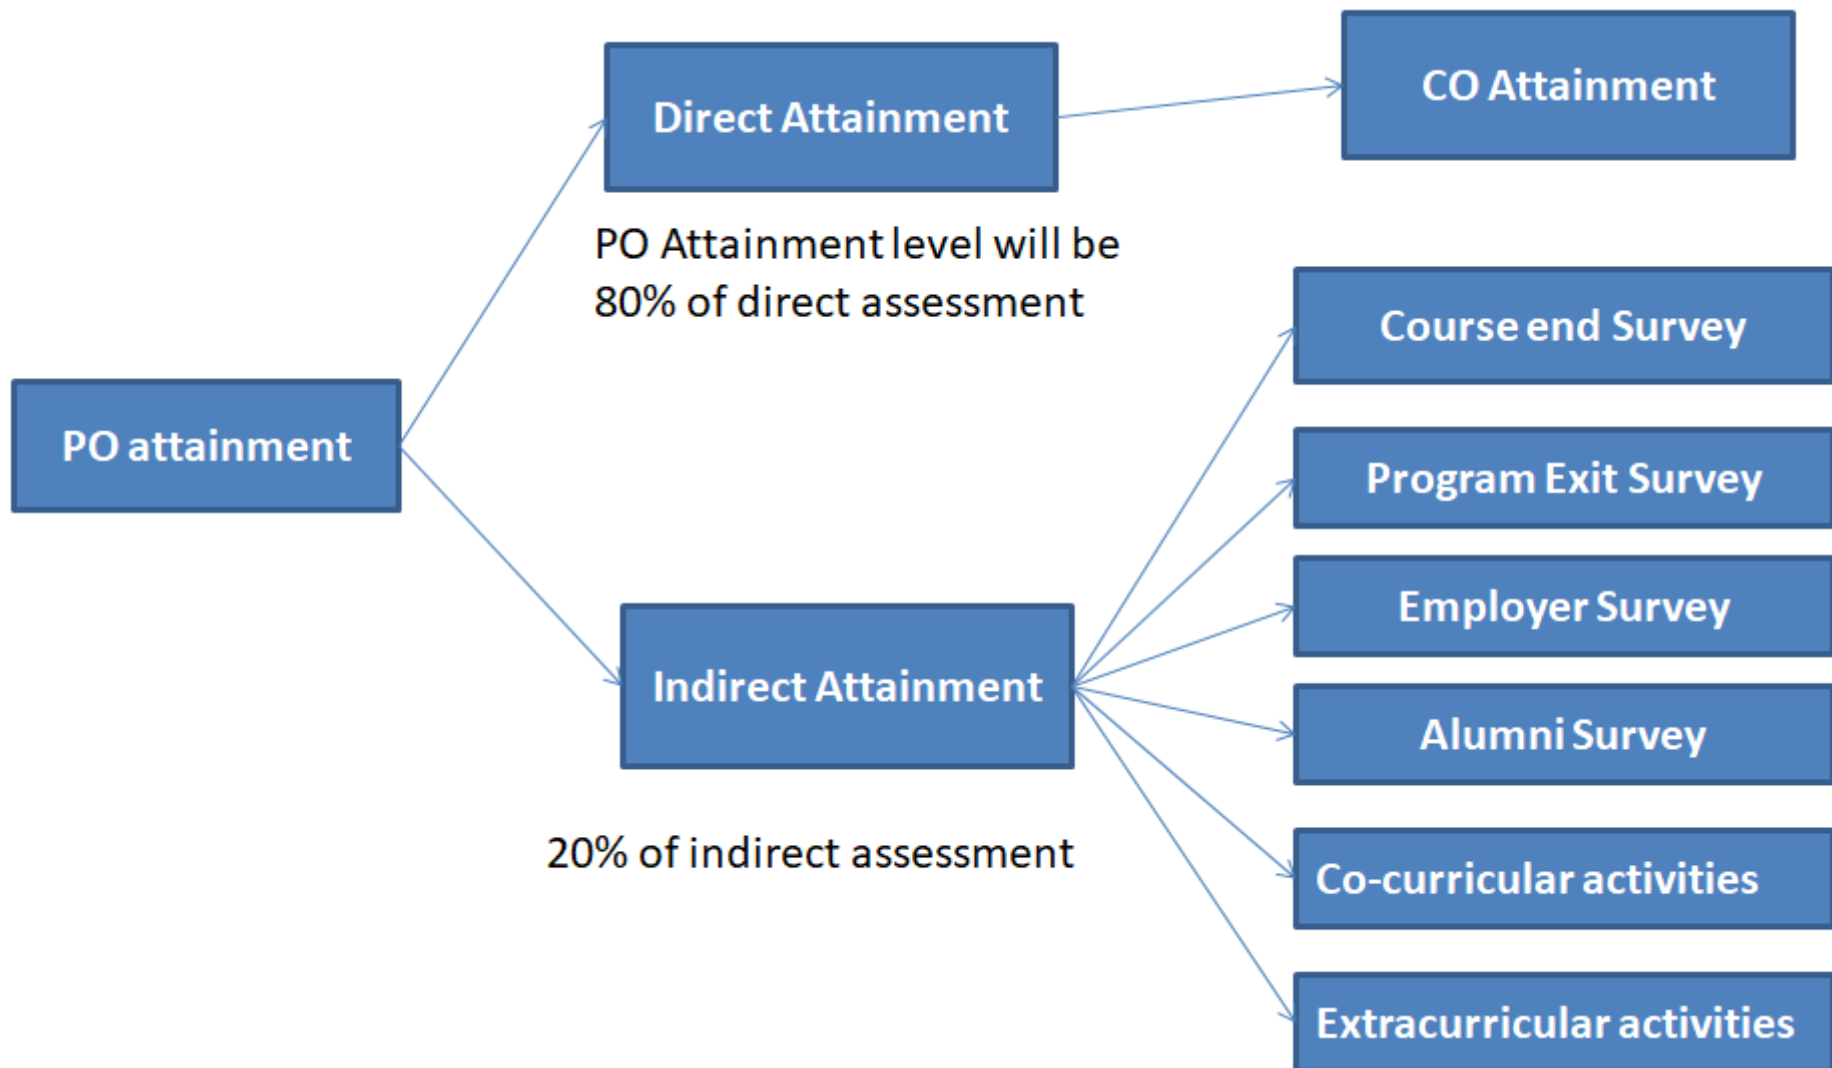 CO Attainment
Direct Attainment
PO Attainment level will be
80% of direct assessment
Course end Survey
PO attainment
Program Exit Survey
Employer Survey
Indirect Attainment
Alumni Survey
20% of indirect assessment
Co-curricular activities
Extracurricular activities